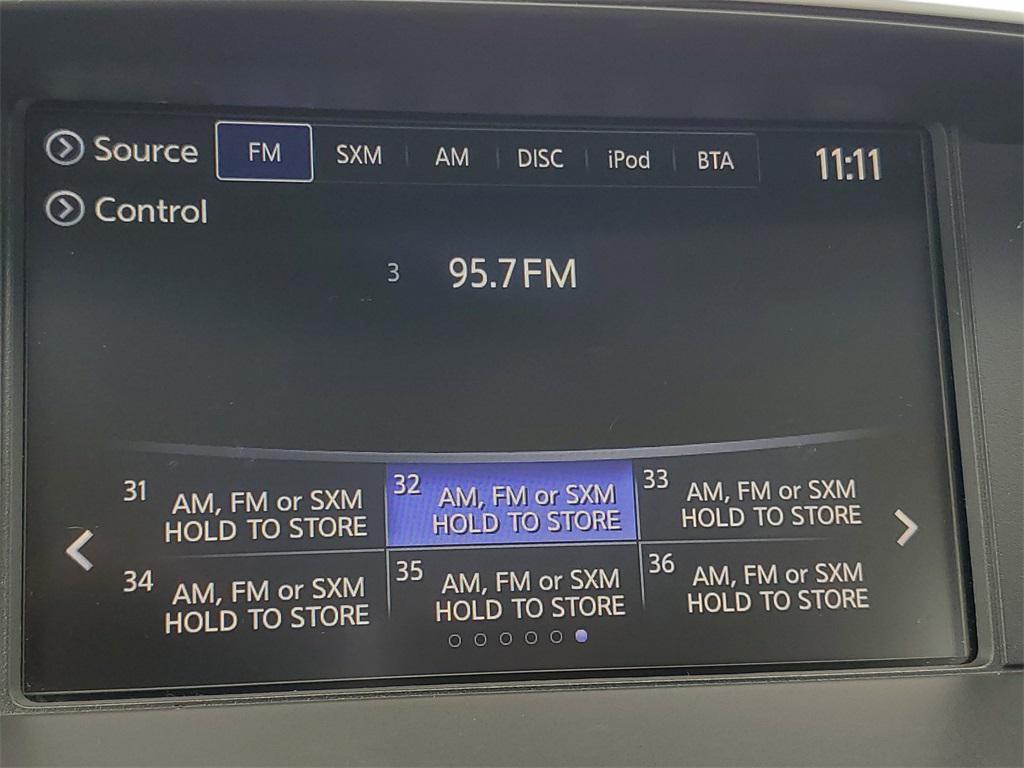 Source FM SXM AM DISC iPod BTA 11:11
Control
3 95.7 FM
31 AM, FM or SXM
HOLD TO STORE
32 AM, FM or SXM
HOLD TO STORE
33 AM, FM or SXM
HOLD TO STORE
34 AM, FM or SXM
HOLD TO STORE
35 AM, FM or SXM
HOLD TO STORE
36 AM, FM or SXM
HOLD TO STORE